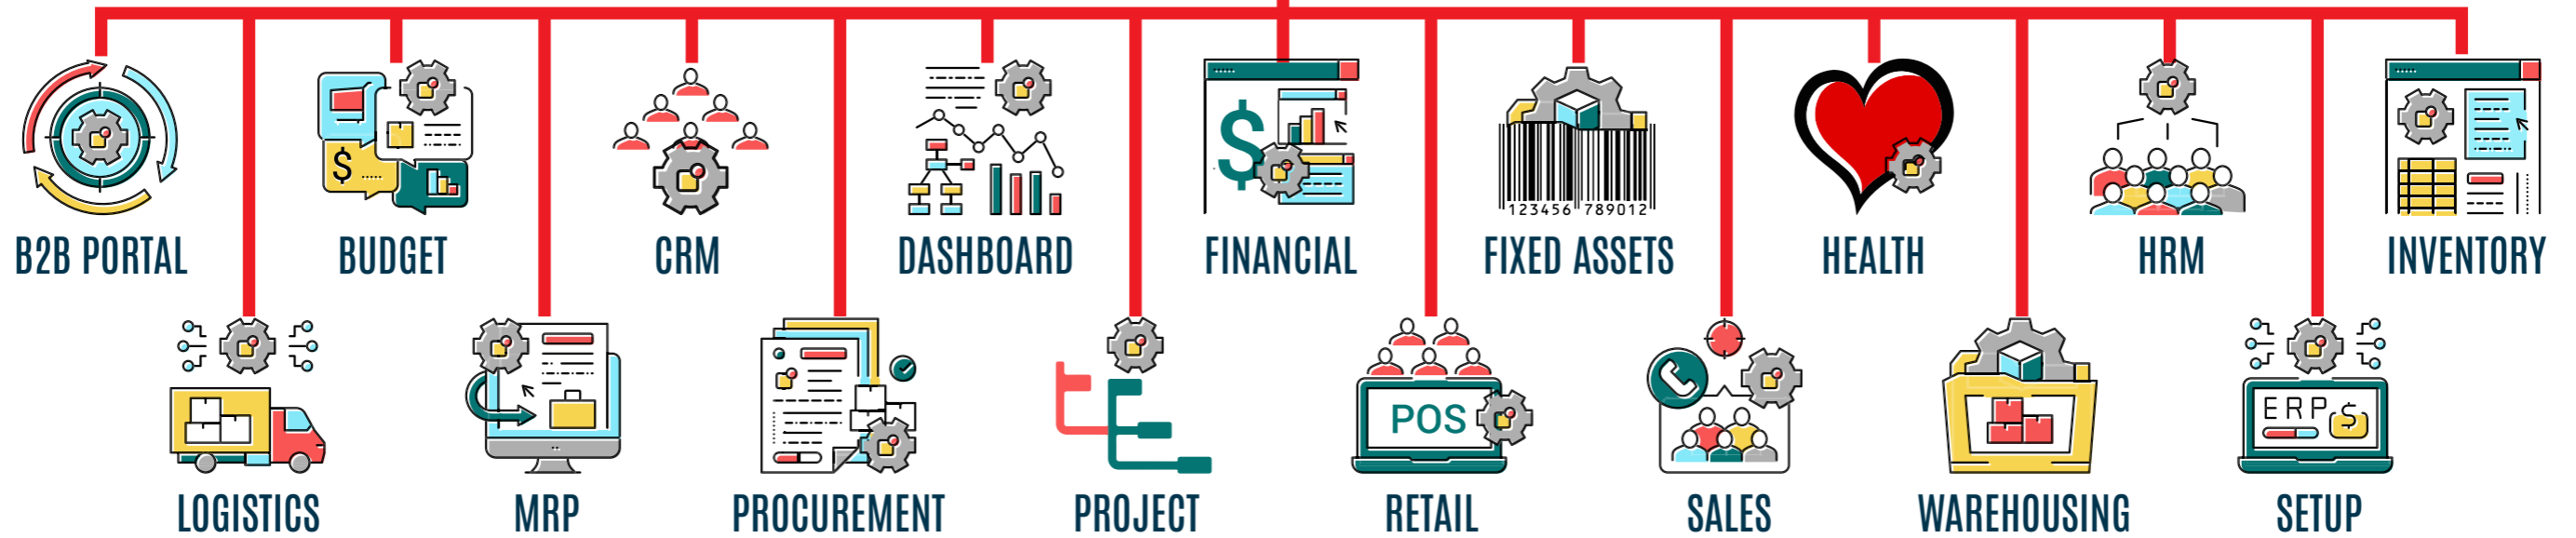 B2B PORTAL
BUDGET
CRM
DASHBOARD
FINANCIAL
FIXED ASSETS
HEALTH
HRM
INVENTORY
$
$
123456 789012
LOGISTICS
MRP
PROCUREMENT
PROJECT
RETAIL
SALES
WAREHOUSING
SETUP
POS
ERP
$